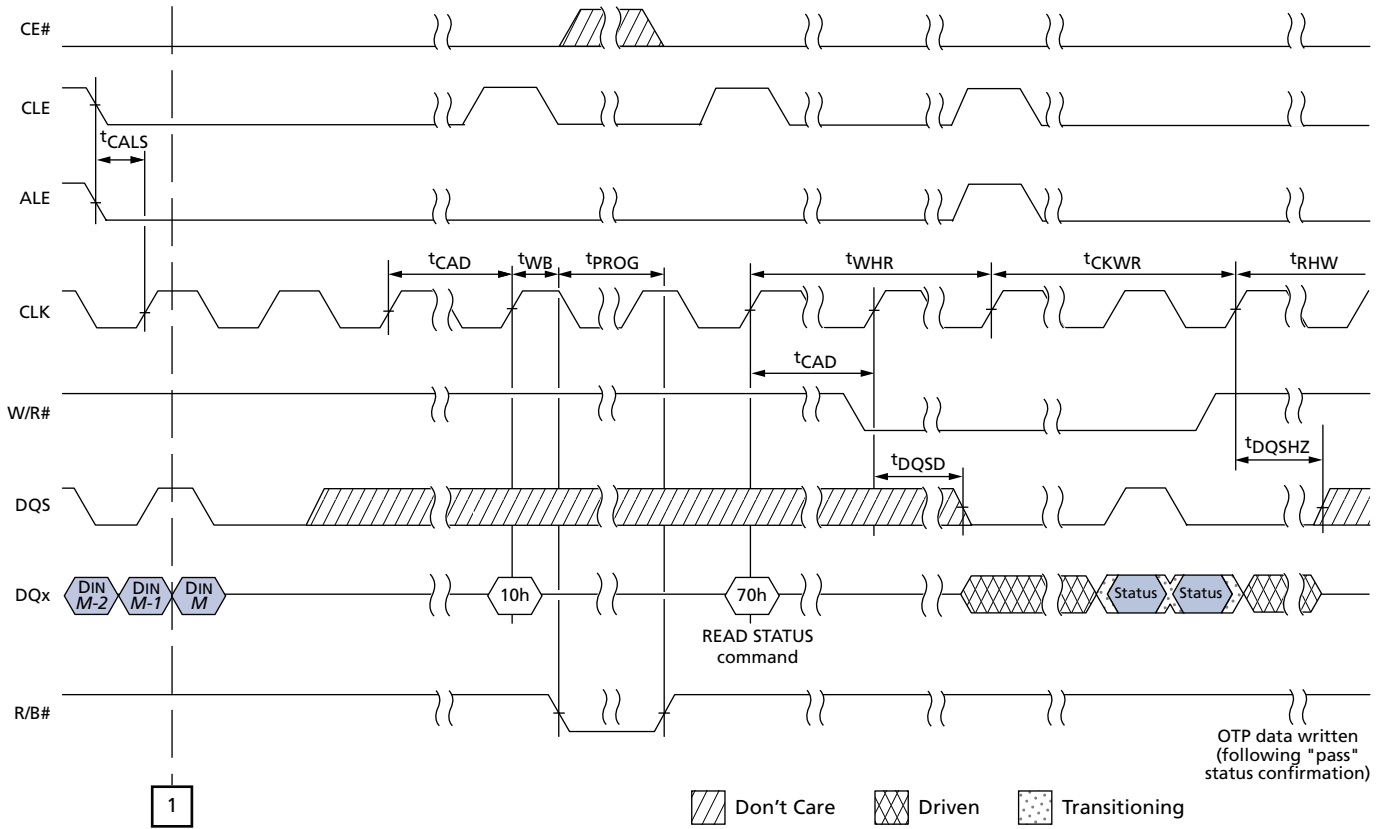 CE#
CLE
tCALS
ALE
tCAD
tWB
tPROG
tWHR
tCKWR
tRHW
CLK
tCAD
W/R#
tDQSHZ
tDQSD
DQS
DQx
DIN
M-2
DIN
M-1
DIN
M
10h
70h
Status
Status
READ STATUS
command
R/B#
OTP data written
(following "pass"
status confirmation)
1
Don't Care
Driven
Transitioning